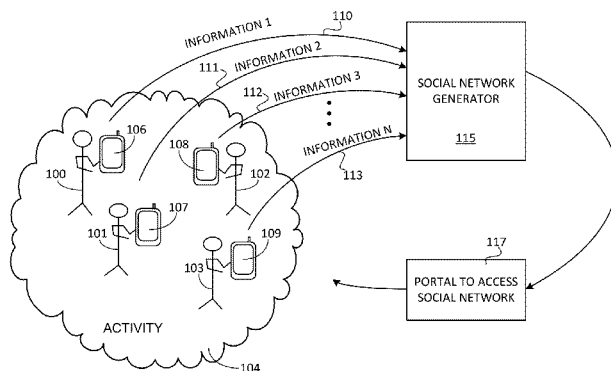 INFORMATION 1
110
INFORMATION 2
111
INFORMATION 3
112
INFORMATION N
113
SOCIAL NETWORK
GENERATOR
115
106
100
108
102
107
101
109
103
117
PORTAL TO ACCESS
SOCIAL NETWORK
ACTIVITY
104